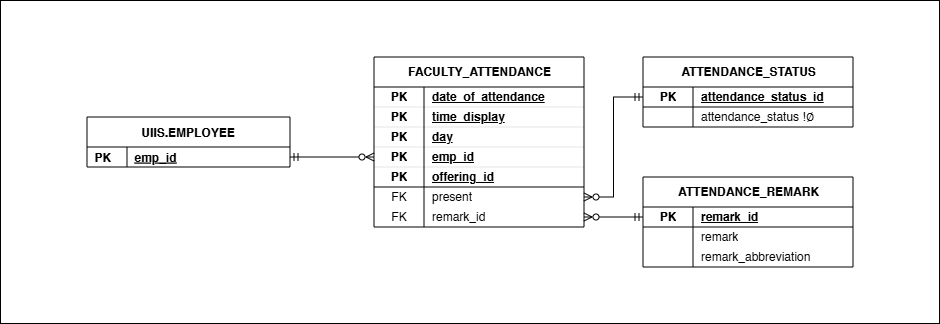 UIIS.EMPLOYEE
PK emp_id
FACULTY_ATTENDANCE
PK date_of_attendance
PK time_display
PK day
PK emp_id
PK offering_id
FK present
FK remark_id
ATTENDANCE_STATUS
PK attendance_status_id
attendance_status !Ø
ATTENDANCE_REMARK
PK remark_id
remark
remark_abbreviation